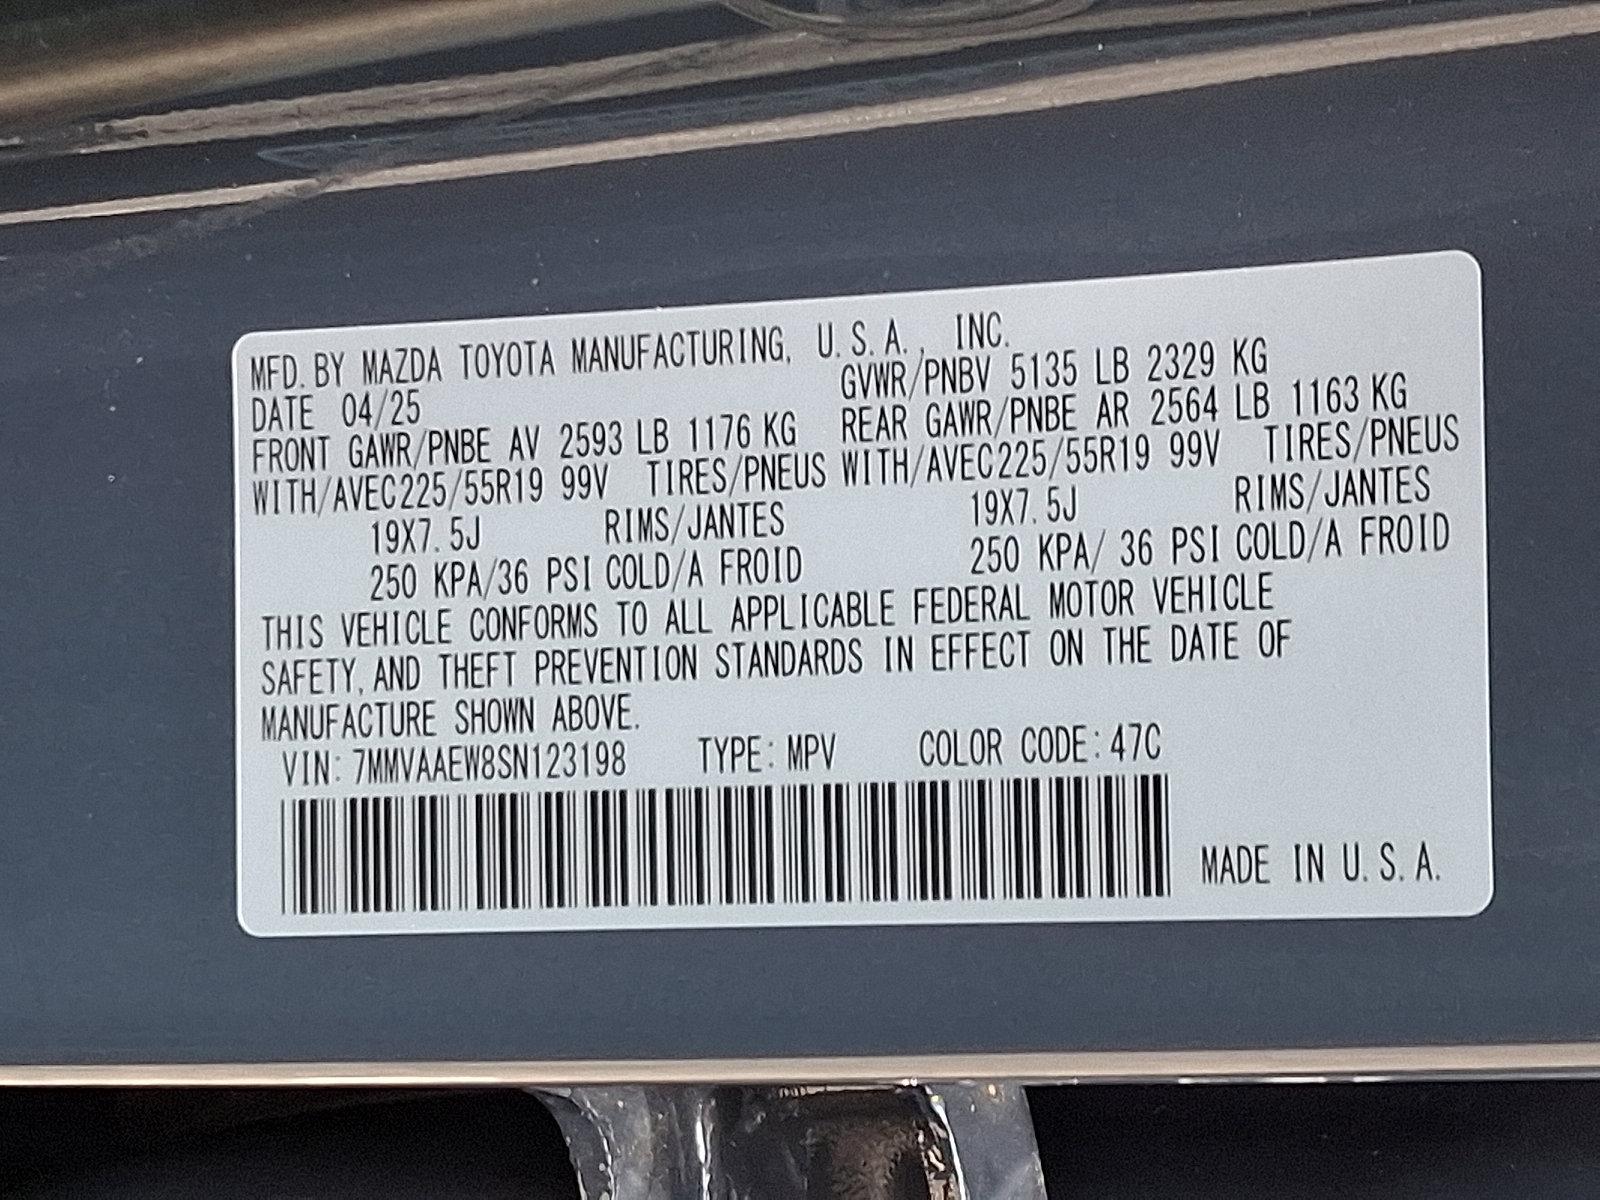 MFD. BY MAZDA TOYOTA MANUFACTURING, U.S.A., INC.
DATE 04/25 GVWR/PNBV 5135 LB 2329 KG
FRONT GAWR/PNBE AV 2593 LB 1176 KG REAR GAWR/PNBE AR 2564 LB 1163 KG
WITH/AVEC 225/55R19 99V TIRES/PNEUS WITH/AVEC 225/55R19 99V TIRES/PNEUS
19X7.5J RIMS/JANTES 19X7.5J RIMS/JANTES
250 KPA/36 PSI COLD/A FROID 250 KPA/ 36 PSI COLD/A FROID
THIS VEHICLE CONFORMS TO ALL APPLICABLE FEDERAL MOTOR VEHICLE
SAFETY, AND THEFT PREVENTION STANDARDS IN EFFECT ON THE DATE OF
MANUFACTURE SHOWN ABOVE.
VIN: 7MMVAAEW8SN123198 TYPE: MPV COLOR CODE: 47C
MADE IN U.S.A.